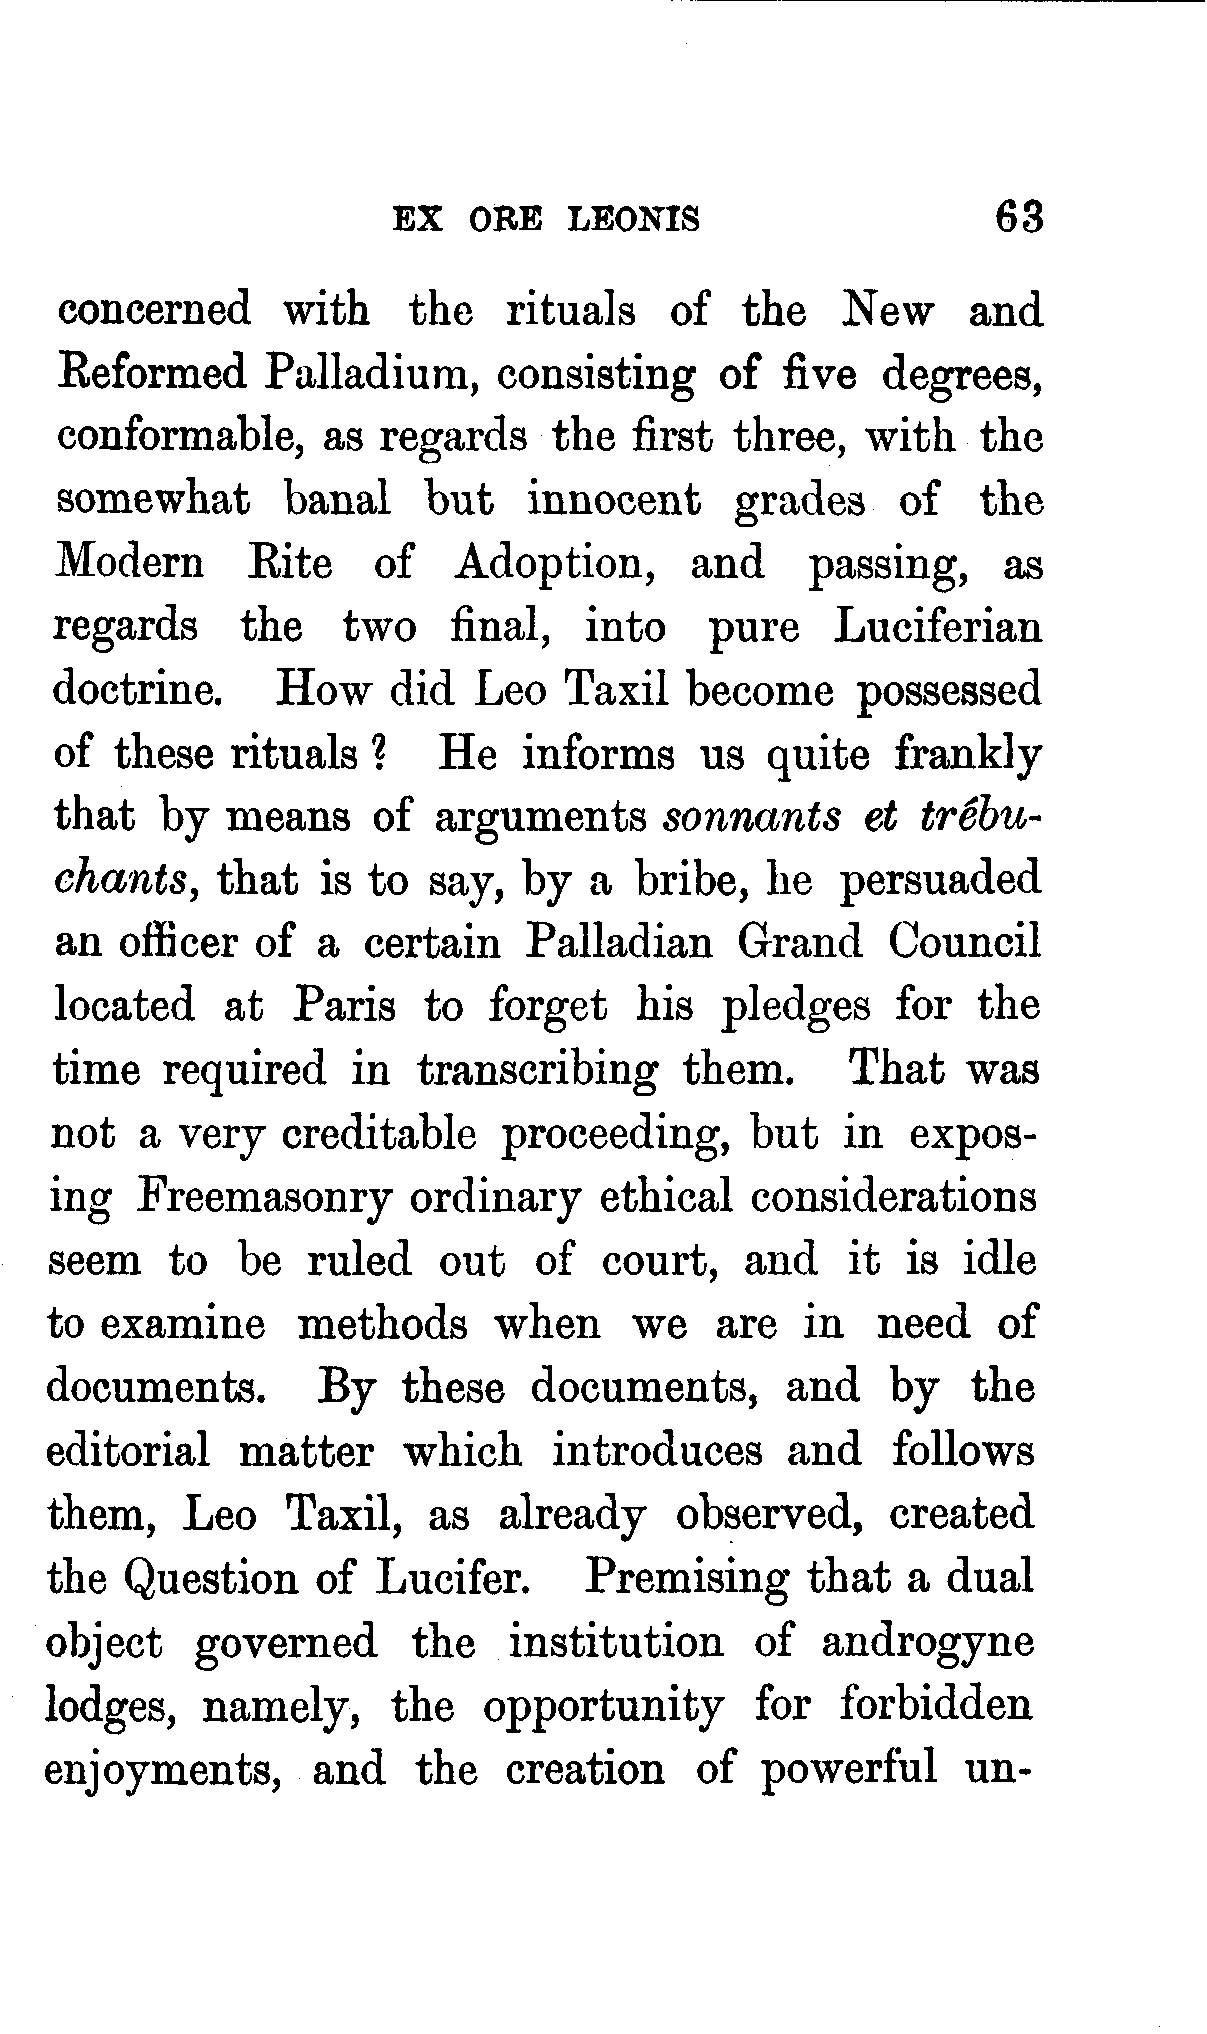 EX ORE LEONIS 63
concerned with the rituals of the New and
Reformed Palladium, consisting of five degrees,
conformable, as regards the first three, with the
somewhat banal but innocent grades of the
Modern Rite of Adoption, and passing, as
regards the two final, into pure Luciferian
doctrine. How did Leo Taxil become possessed
of these rituals ? He informs us quite frankly
that by means of arguments sonnants et trébu-
chants, that is to say, by a bribe, he persuaded
an officer of a certain Palladian Grand Council
located at Paris to forget his pledges for the
time required in transcribing them. That was
not a very creditable proceeding, but in expos-
ing Freemasonry ordinary ethical considerations
seem to be ruled out of court, and it is idle
to examine methods when we are in need of
documents. By these documents, and by the
editorial matter which introduces and follows
them, Leo Taxil, as already observed, created
the Question of Lucifer. Premising that a dual
object governed the institution of androgyne
lodges, namely, the opportunity for forbidden
enjoyments, and the creation of powerful un-